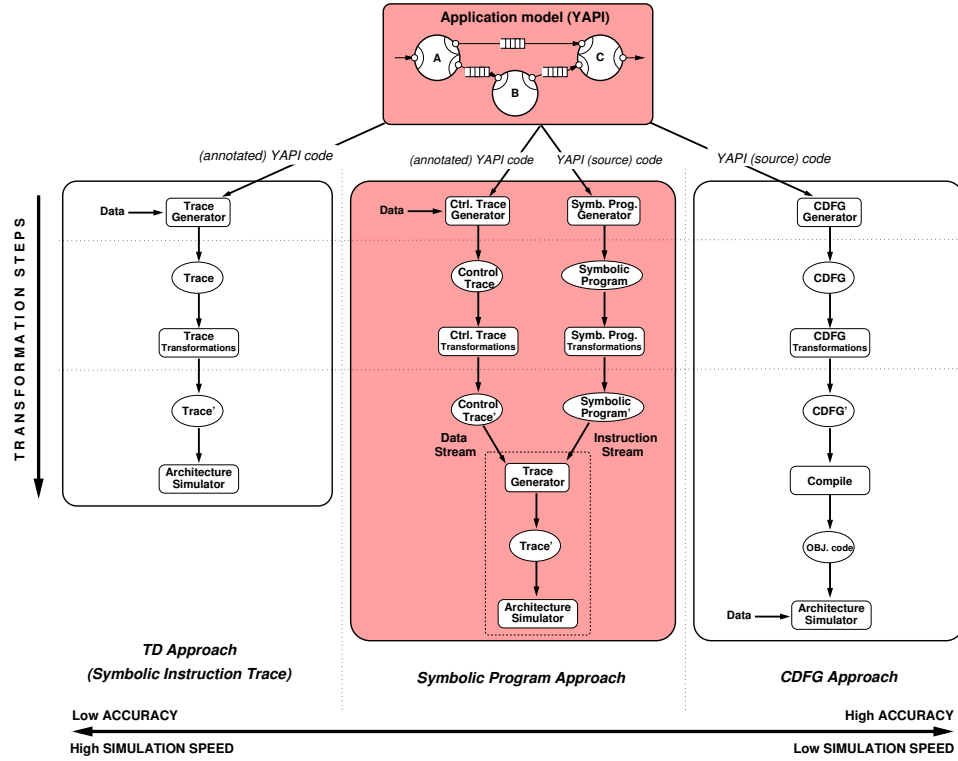 Application model (YAPI)
A
C
B
(annotated) YAPI code
(annotated) YAPI code
YAPI (source) code
YAPI (source) code
TRANSFORMATION STEPS
Data
Trace
Generator
Trace
Trace
Transformations
Trace'
Architecture
Simulator
Data
Ctrl. Trace
Generator
Control
Trace
Ctrl. Trace
Transformations
Control
Trace'
Data
Stream
Symb. Prog.
Generator
Symbolic
Program
Symb. Prog.
Transformations
Symbolic
Program'
Instruction
Stream
Trace
Generator
Trace'
Architecture
Simulator
CDFG
Generator
CDFG
CDFG
Transformations
CDFG'
Compile
OBJ. code
Data
Architecture
Simulator
TD Approach
(Symbolic Instruction Trace)
Symbolic Program Approach
CDFG Approach
Low ACCURACY
High ACCURACY
High SIMULATION SPEED
Low SIMULATION SPEED